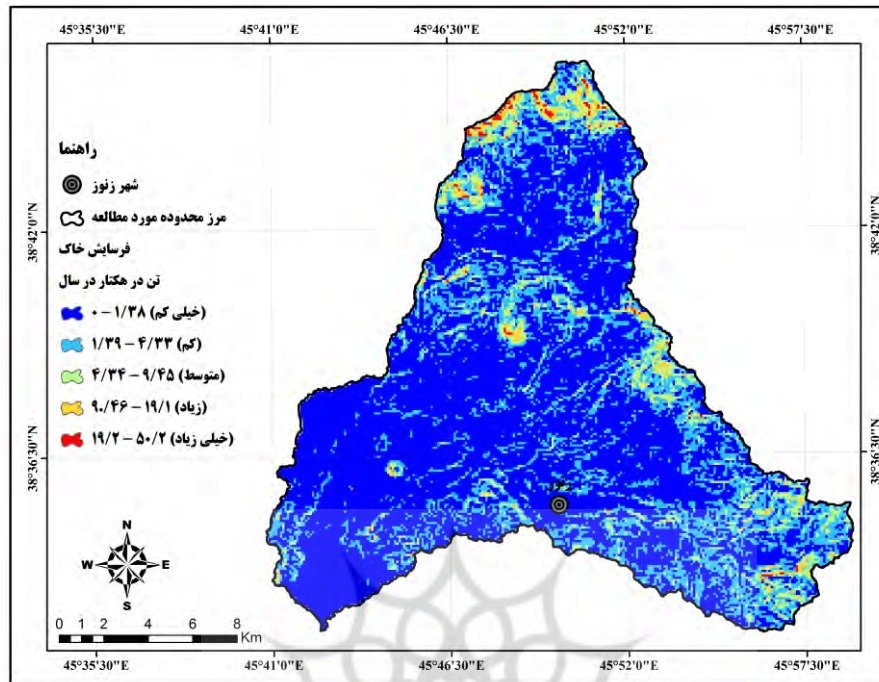 45°35'30"E 45°41'0"E 45°46'30"E 45°52'0"E 45°57'30"E
38°42'0"N 38°42'0"N
38°36'30"N 38°36'30"N
راهنما
شهر زنوز
مرز محدوده مورد مطالعه
فرسایش خاک
تن در هکتار در سال
۰ – ۱/۳۸ (خیلی کم)
۱/۳۹ – ۴/۳۳ (کم)
۴/۳۴ – ۹/۴۵ (متوسط)
۹۰/۴۶ – ۱۹/۱ (زیاد)
۱۹/۲ – ۵۰/۲ (خیلی زیاد)
زنوز
N
W E
S
0 1 2 4 6 8
Km
45°35'30"E 45°41'0"E 45°46'30"E 45°52'0"E 45°57'30"E